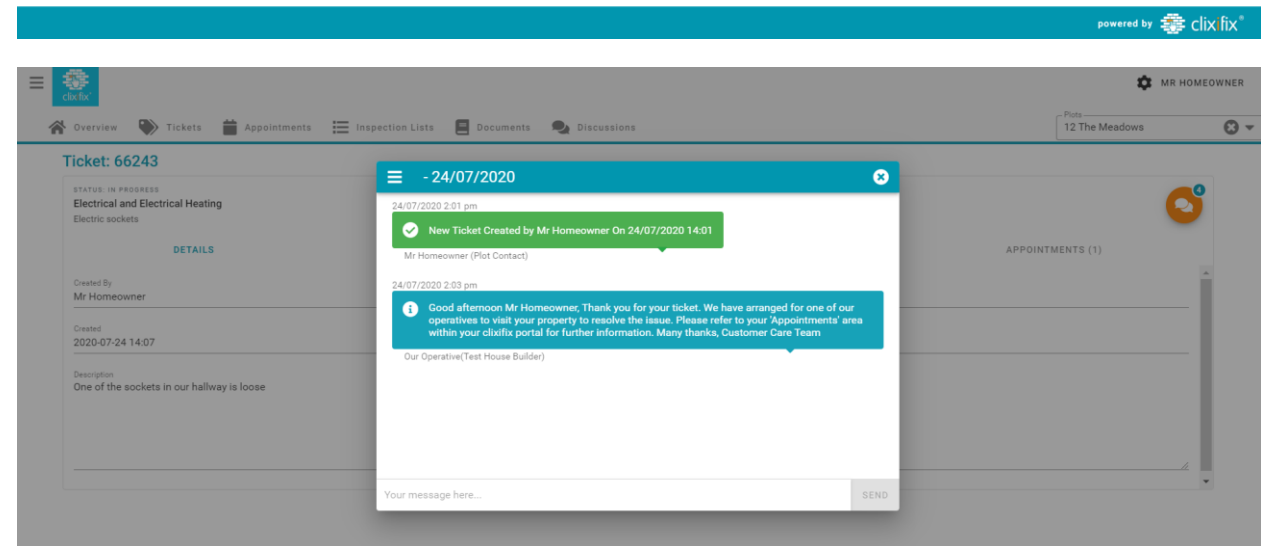 powered by clixifix®
clixifix®
MR HOMEOWNER
Overview Tickets Appointments Inspection Lists Documents Discussions
Plots
12 The Meadows
Ticket: 66243
STATUS: IN PROGRESS
Electrical and Electrical Heating
Electric sockets
4
DETAILS
APPOINTMENTS (1)
Created By
Mr Homeowner
Created
2020-07-24 14:07
Description
One of the sockets in our hallway is loose
- 24/07/2020
24/07/2020 2:01 pm
New Ticket Created by Mr Homeowner On 24/07/2020 14:01
Mr Homeowner (Plot Contact)
24/07/2020 2:03 pm
Good afternoon Mr Homeowner, Thank you for your ticket. We have arranged for one of our
operatives to visit your property to resolve the issue. Please refer to your 'Appointments' area
within your clixifix portal for further information. Many thanks, Customer Care Team
Our Operative(Test House Builder)
Your message here...
SEND